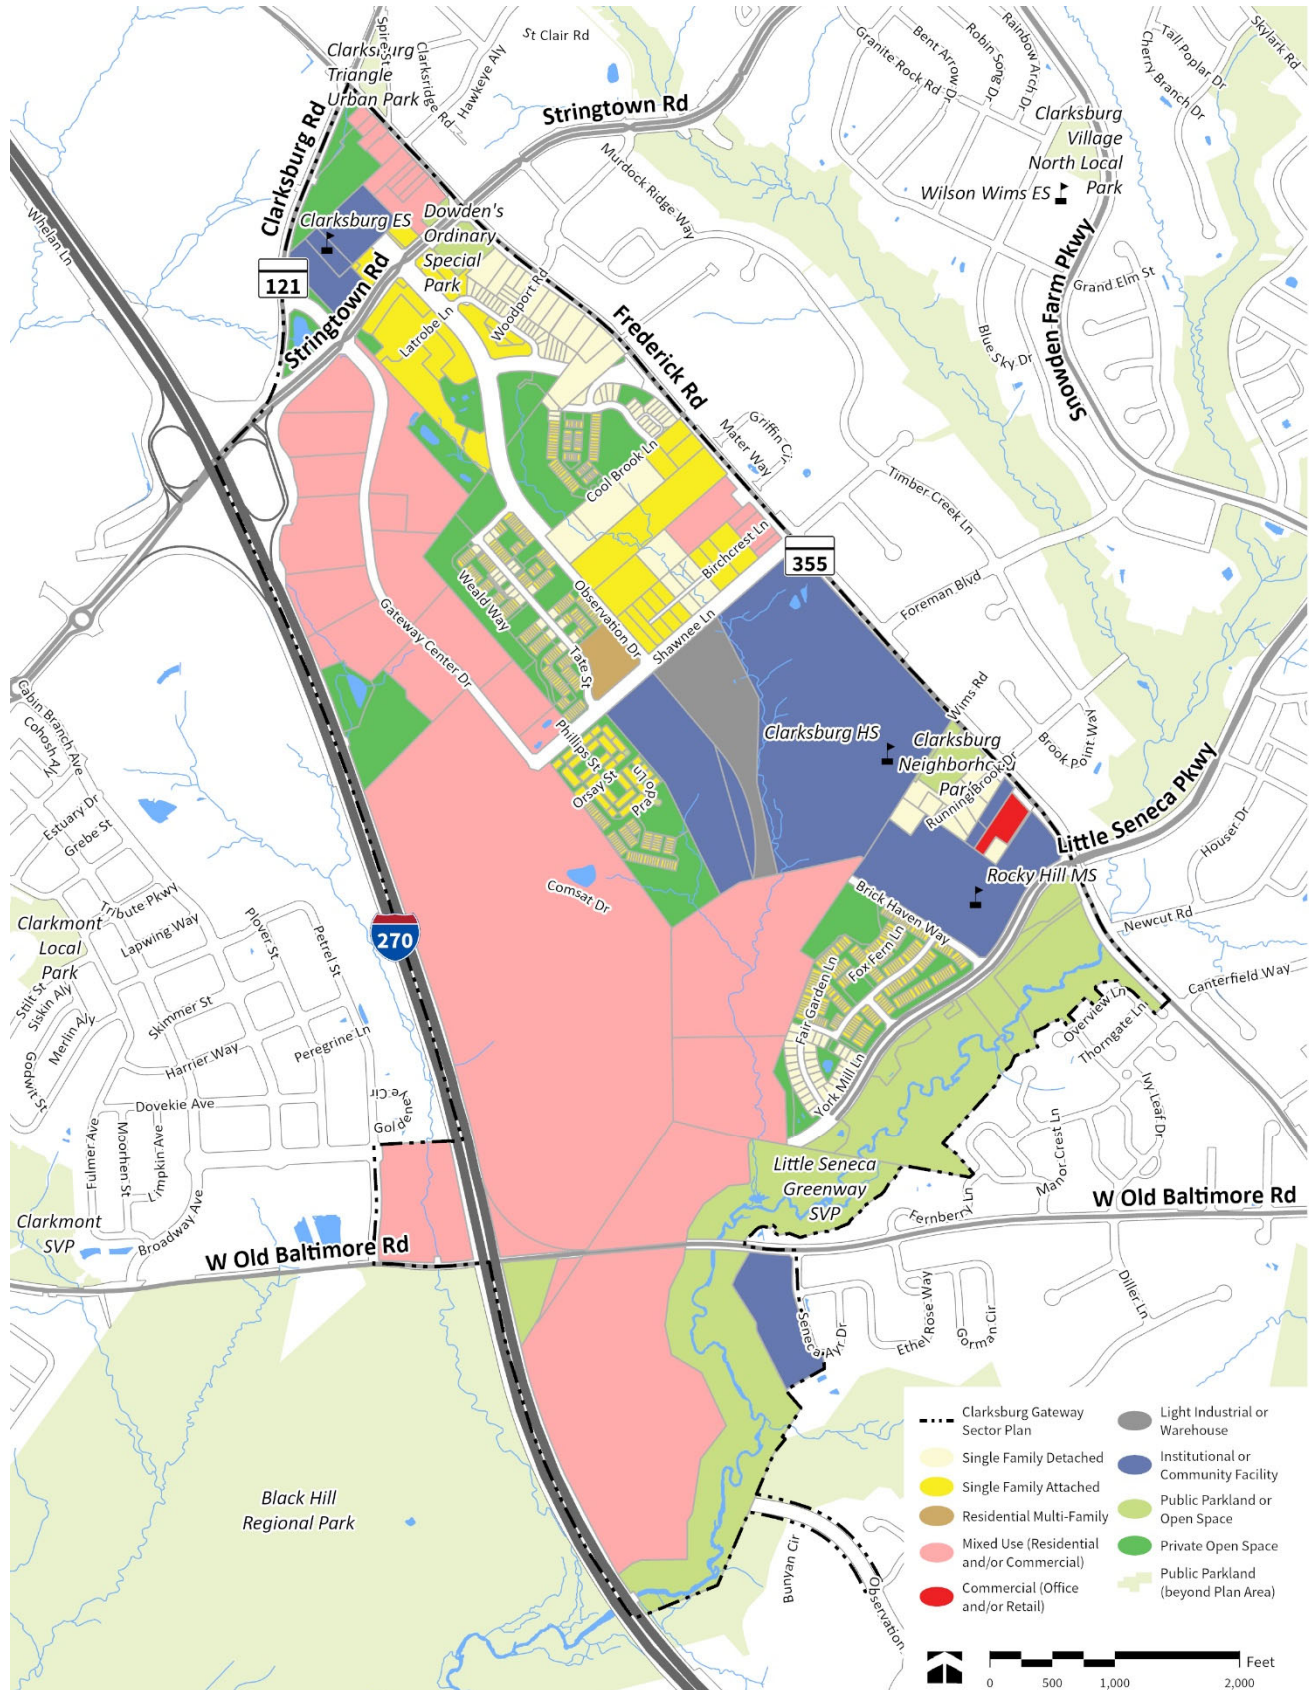 Clarksburg
Triangle
Urban Park
Spire St
Clarksridge Rd
Hawkeye Aly
St Clair Rd
Stringtown Rd
Granite Rock Rd
Bent Arrow Dr
Robin Song Dr
Rainbow Arch Dr
Cherry Branch Dr
Tall Poplar Dr
Skylark Rd
Clarksburg
Village
North Local
Park
Wilson Wims ES
Clarksburg Rd
Whelan Ln
Murdock Ridge Way
Clarksburg ES
Dowden's
Ordinary
Special
Park
121
Stringtown Rd
Latrobe Ln
Woodport Rd
Frederick Rd
Grand Elm St
Blue Sky Dr
Snowden Farm Pkwy
Griffin Cir
Mater Way
Cool Brook Ln
Timber Creek Ln
Birchcrest Ln
355
Foreman Blvd
Weald Way
Observation Dr
Gateway Center Dr
Tate St
Shawnee Ln
Wims Rd
Cabin Branch Ave
Cohosh Aly
Phillips St
Orsay St
Prado Ln
Clarksburg HS
Clarksburg
Neighborhood
Park
Running Brook Dr
Brook Point Way
Little Seneca Pkwy
Houser Dr
Estuary Dr
Grebe St
Rocky Hill MS
Comsat Dr
Brick Haven Way
Newcut Rd
Tribute Pkwy
Lapwing Way
Plover St
Petrel St
270
Clarkmont
Local
Park
Fox Fern Ln
Fair Garden Ln
Canterfield Way
Stilt St
Siskin Aly
Merlin Aly
Godwit St
Skimmer St
Harrier Way
Peregrine Ln
Overview Ln
Thorngate Ln
York Mill Ln
Dovekie Ave
Goldeneye Cir
Ivy Leaf Dr
Manor Crest Ln
Fulmer Ave
Moorhen St
Limpkin Ave
Little Seneca
Greenway
SVP
W Old Baltimore Rd
Fernberry Ln
Clarkmont
SVP
Broadway Ave
W Old Baltimore Rd
Seneca Ayr Dr
Ethel Rose Way
Gorman Cir
Diller Ln
Black Hill
Regional Park
Bunyan Cir
Observation
Clarksburg Gateway
Sector Plan
Single Family Detached
Single Family Attached
Residential Multi-Family
Mixed Use (Residential
and/or Commercial)
Commercial (Office
and/or Retail)
Light Industrial or
Warehouse
Institutional or
Community Facility
Public Parkland or
Open Space
Private Open Space
Public Parkland
(beyond Plan Area)
Feet
0 500 1,000 2,000